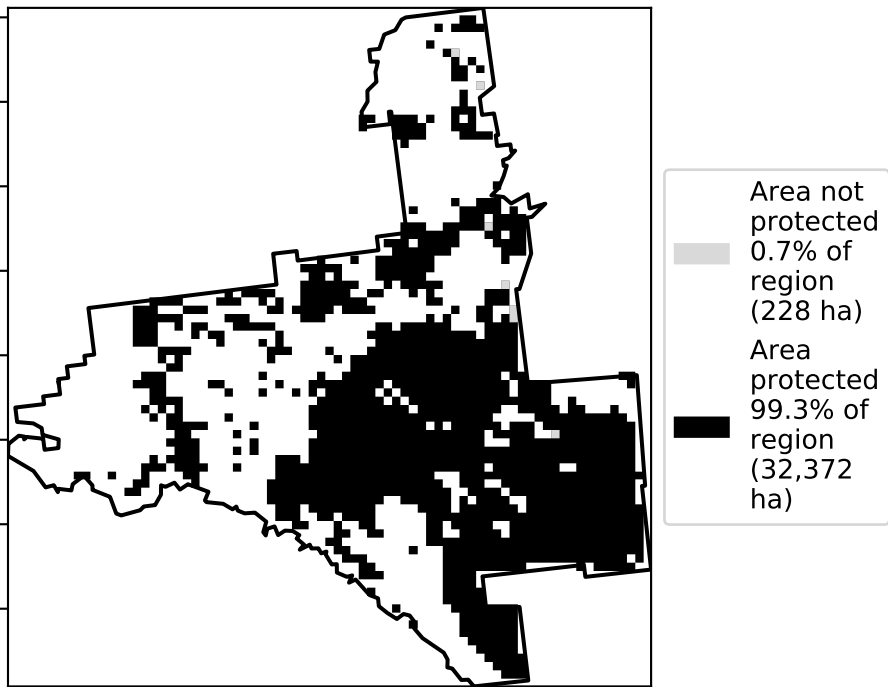 Area not
protected
0.7% of
region
(228 ha)
Area
protected
99.3% of
region
(32,372
ha)